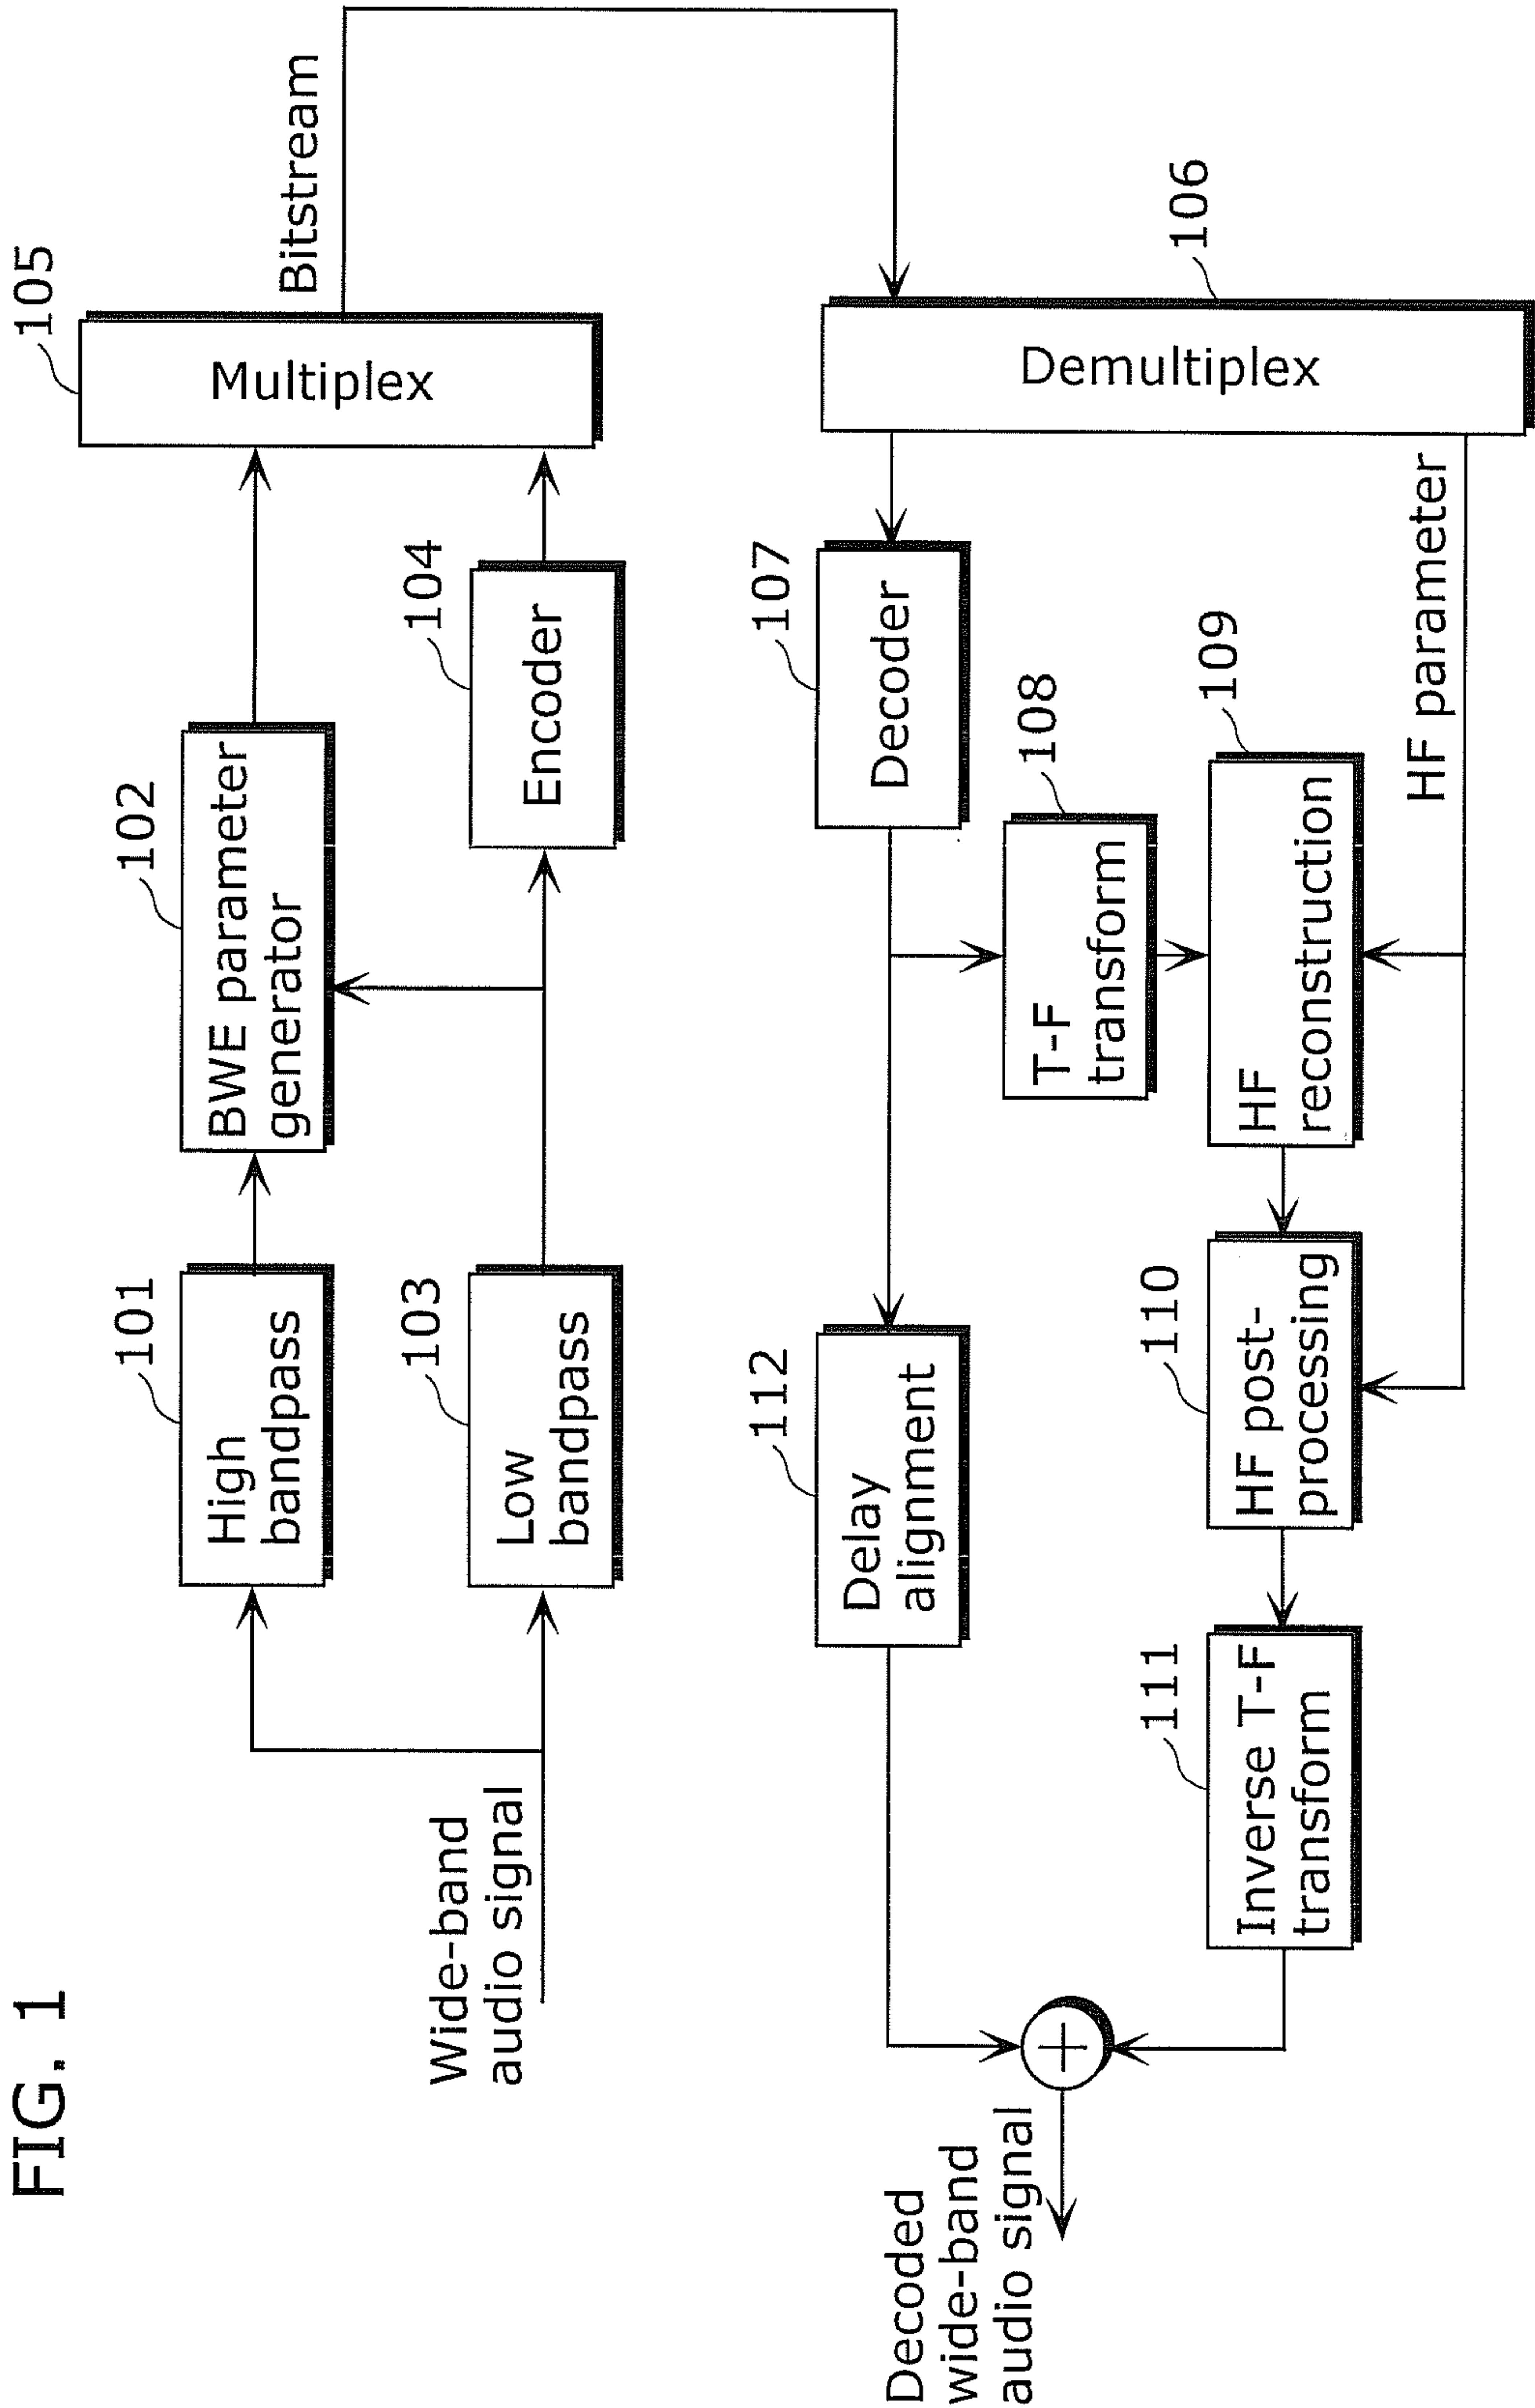 FIG. 1
Wide-band
audio signal
101
High
bandpass
102
BWE parameter
generator
103
Low
bandpass
104
Encoder
105
Multiplex
Bitstream
106
Demultiplex
107
Decoder
108
T-F
transform
109
HF
reconstruction
HF parameter
110
HF post-
processing
111
Inverse T-F
transform
112
Delay
alignment
+
Decoded
wide-band
audio signal